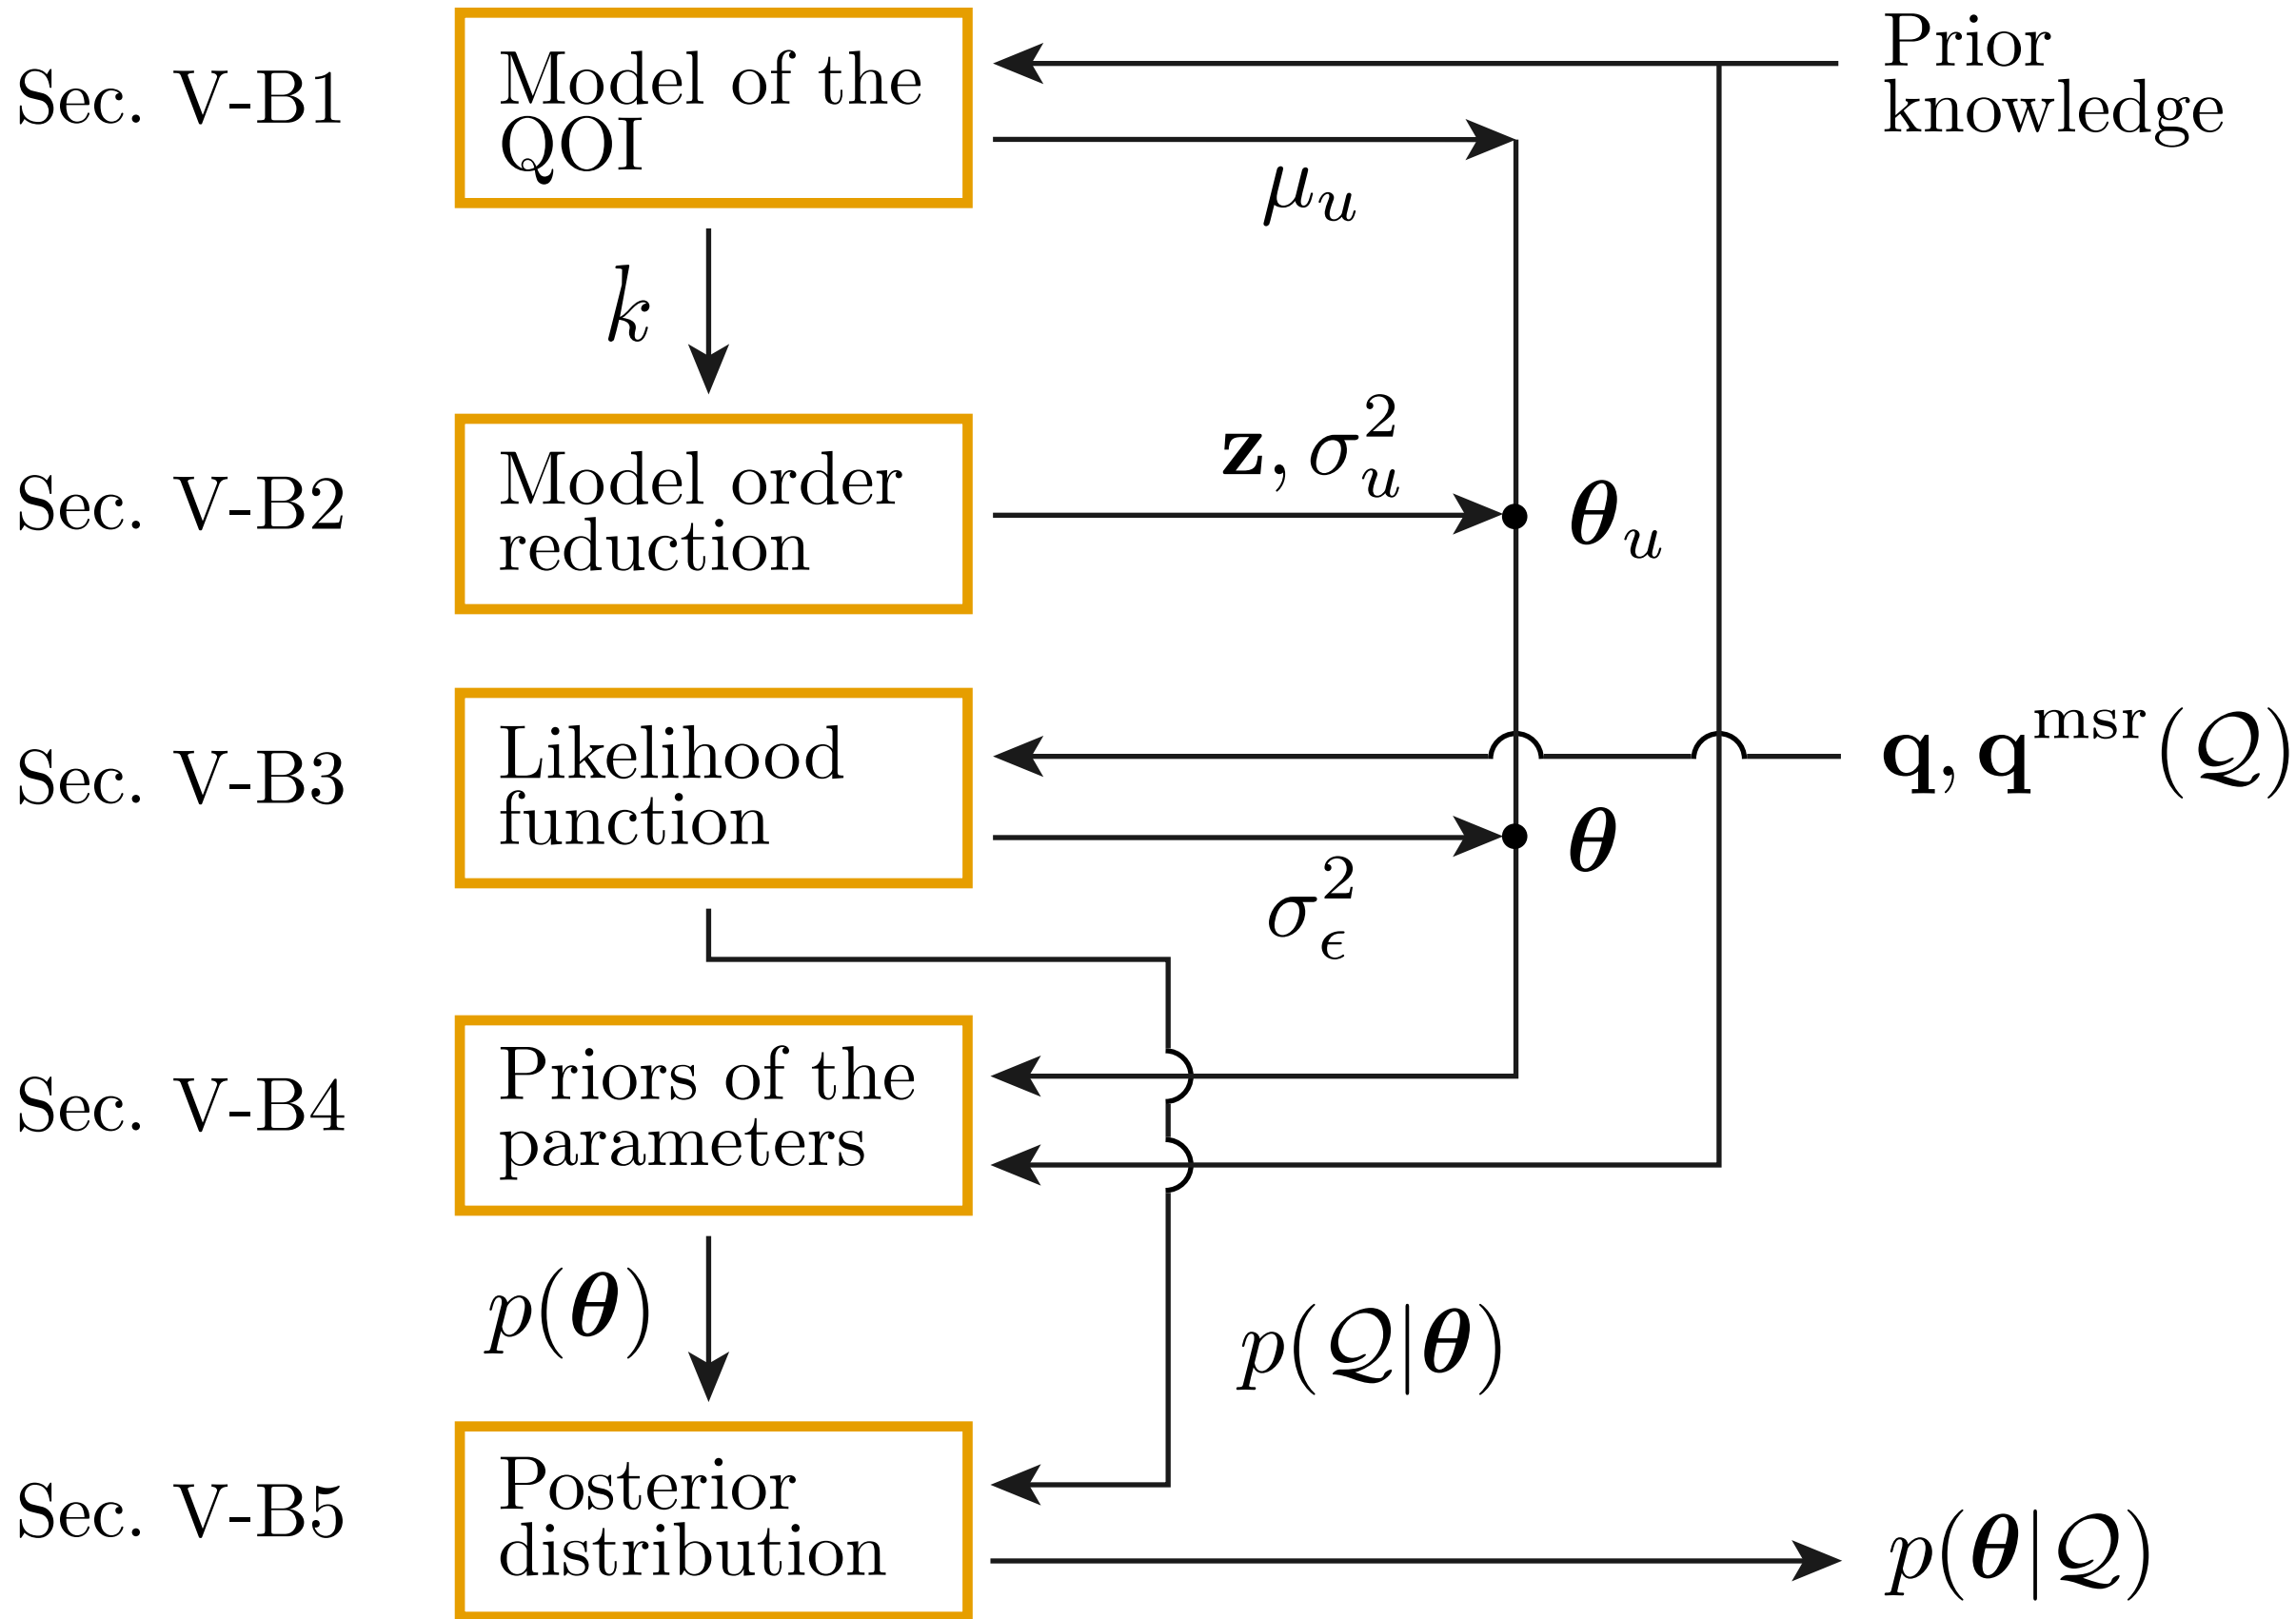 Sec. V-B1
Model of the
QOI
Prior
knowledge
μ_u
k
Sec. V-B2
Model order
reduction
z, σ_u^2
θ_u
Sec. V-B3
Likelihood
function
q, q^msr(𝒬)
θ
σ_ϵ^2
Sec. V-B4
Priors of the
parameters
p(θ)
p(𝒬|θ)
Sec. V-B5
Posterior
distribution
p(θ|𝒬)